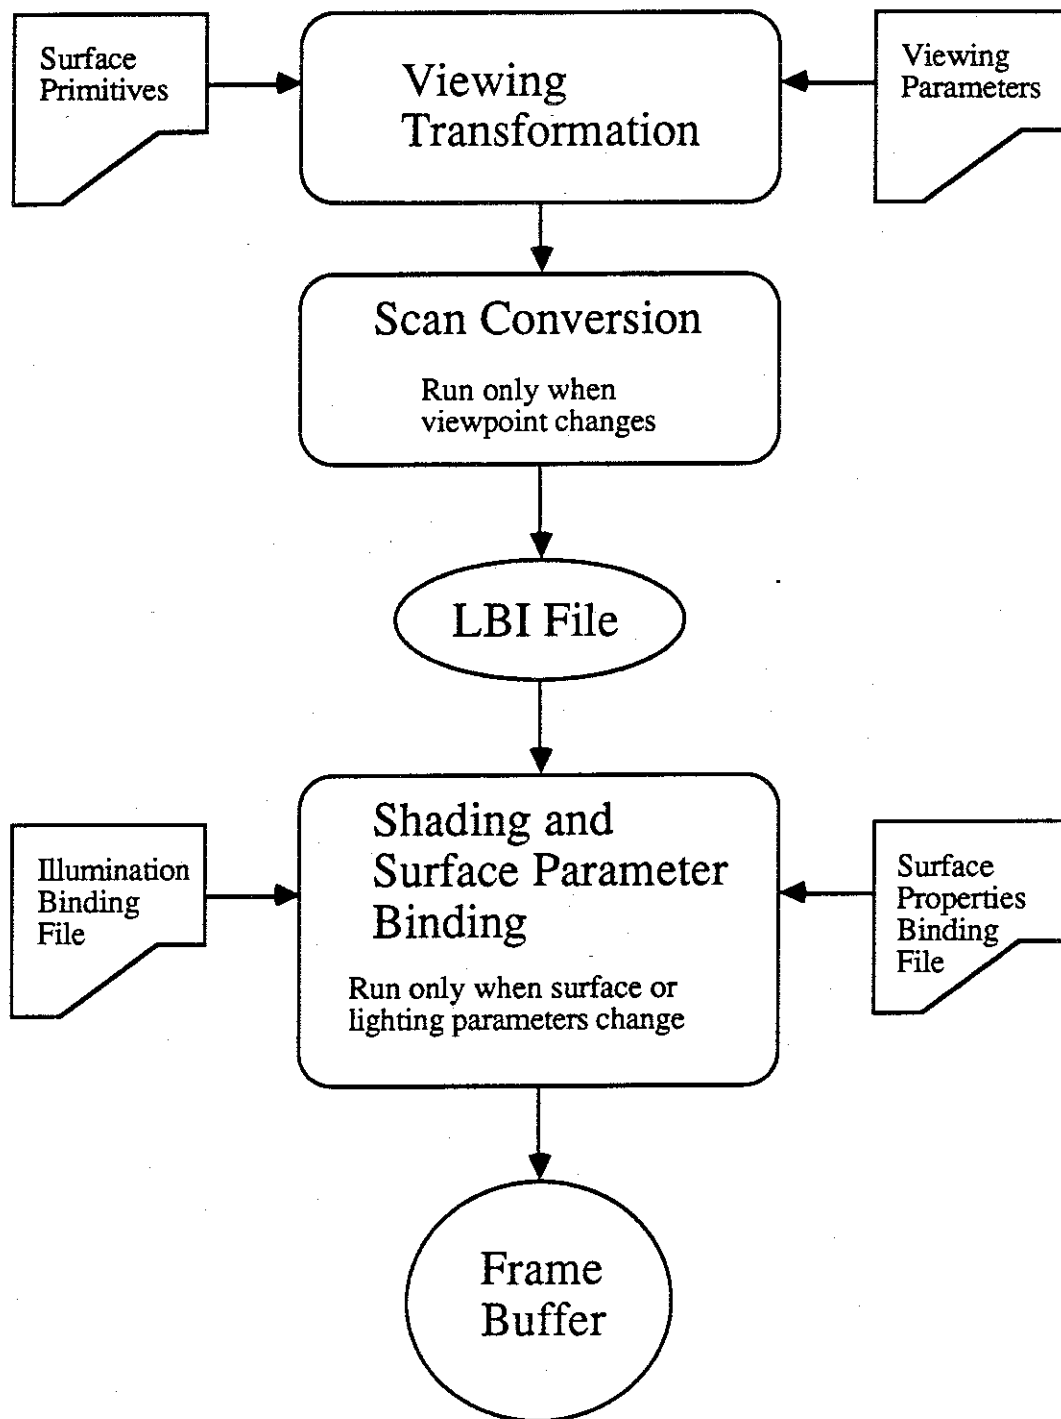 Surface
Primitives
Viewing
Transformation
Viewing
Parameters
Scan Conversion
Run only when
viewpoint changes
LBI File
Illumination
Binding
File
Shading and
Surface Parameter
Binding
Run only when surface or
lighting parameters change
Surface
Properties
Binding
File
Frame
Buffer